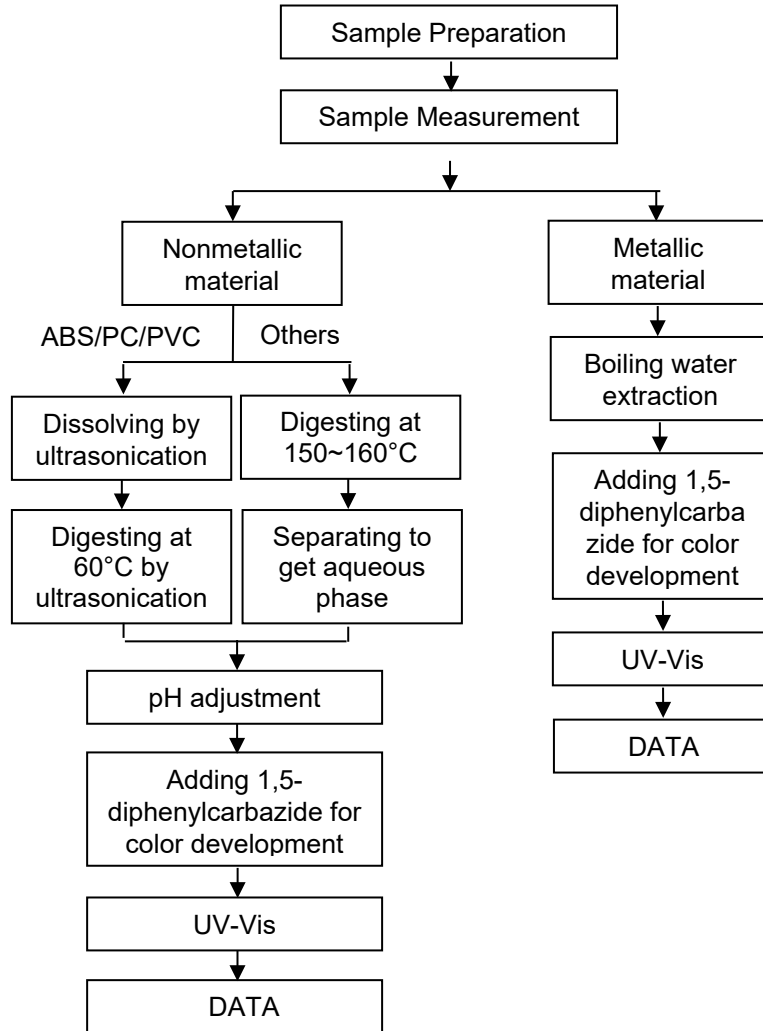 Sample Preparation
Sample Measurement
Nonmetallic
material
ABS/PC/PVC
Others
Dissolving by
ultrasonication
Digesting at
150~160°C
Digesting at
60°C by
ultrasonication
Separating to
get aqueous
phase
pH adjustment
Adding 1,5-
diphenylcarbazide for
color development
UV-Vis
DATA
Metallic
material
Boiling water
extraction
Adding 1,5-
diphenylcarba
zide for color
development
UV-Vis
DATA